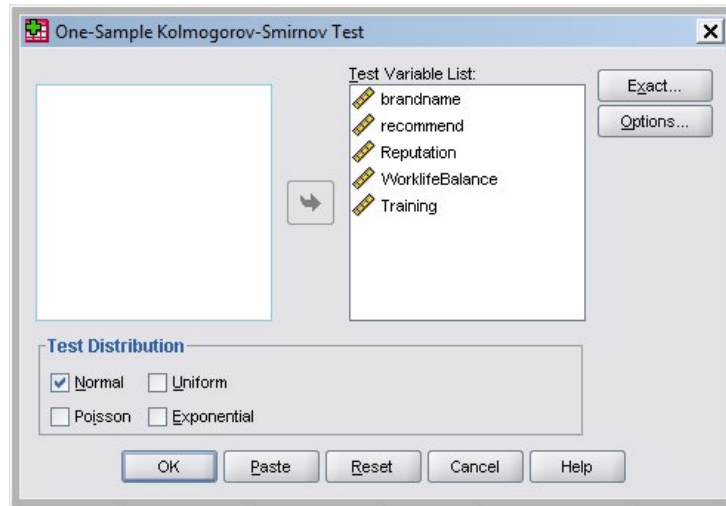 One-Sample Kolmogorov-Smirnov Test
Test Variable List:
brandname
recommend
Reputation
WorklifeBalance
Training
Exact...
Options...
Test Distribution
Normal Uniform
Poisson Exponential
OK Paste Reset Cancel Help